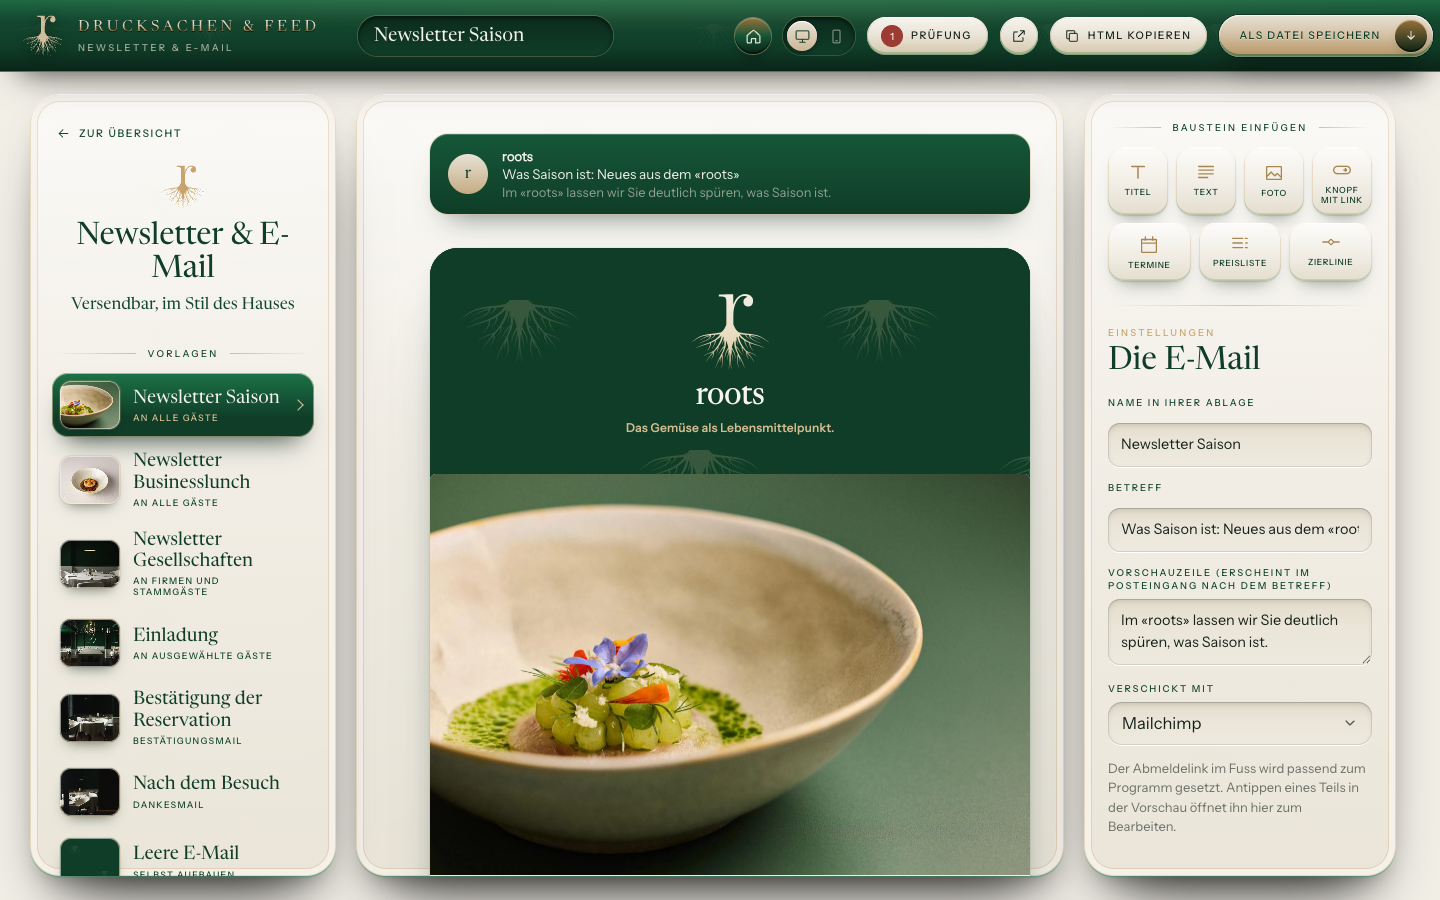 DRUCKSACHEN & FEED
NEWSLETTER & E-MAIL
Newsletter Saison
1 PRÜFUNG
HTML KOPIEREN
ALS DATEI SPEICHERN
← ZUR ÜBERSICHT
r
Newsletter & E-
Mail
Versendbar, im Stil des Hauses
VORLAGEN
Newsletter Saison
AN ALLE GÄSTE
Newsletter
Businesslunch
AN ALLE GÄSTE
Newsletter
Gesellschaften
AN FIRMEN UND
STAMMGÄSTE
Einladung
AN AUSGEWÄHLTE GÄSTE
Bestätigung der
Reservation
BESTÄTIGUNGSMAIL
Nach dem Besuch
DANKESMAIL
Leere E-Mail
SELBST AUFBAUEN
r
roots
Was Saison ist: Neues aus dem «roots»
Im «roots» lassen wir Sie deutlich spüren, was Saison ist.
r
roots
Das Gemüse als Lebensmittelpunkt.
BAUSTEIN EINFÜGEN
TITEL
TEXT
FOTO
KNOPF
MIT LINK
TERMINE
PREISLISTE
ZIERLINIE
EINSTELLUNGEN
Die E-Mail
NAME IN IHRER ABLAGE
Newsletter Saison
BETREFF
Was Saison ist: Neues aus dem «root
VORSCHAUZEILE (ERSCHEINT IM
POSTEINGANG NACH DEM BETREFF)
Im «roots» lassen wir Sie deutlich
spüren, was Saison ist.
VERSCHICKT MIT
Mailchimp
Der Abmeldelink im Fuss wird passend zum
Programm gesetzt. Antippen eines Teils in
der Vorschau öffnet ihn hier zum
Bearbeiten.